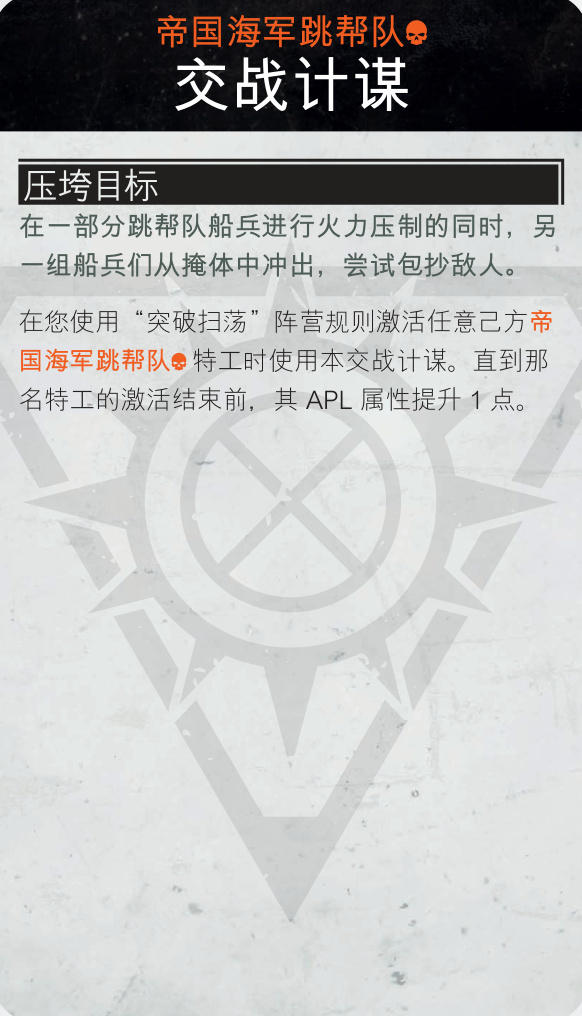 帝国海军跳帮队
交战计谋
压垮目标
在一部分跳帮队船兵进行火力压制的同时，另
一组船兵们从掩体中冲出，尝试包抄敌人。
在您使用“突破扫荡”阵营规则激活任意己方帝
国海军跳帮队 特工时使用本交战计谋。直到那
名特工的激活结束前，其 APL 属性提升 1 点。